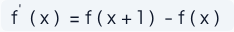 f'(x) = f(x+1) - f(x)